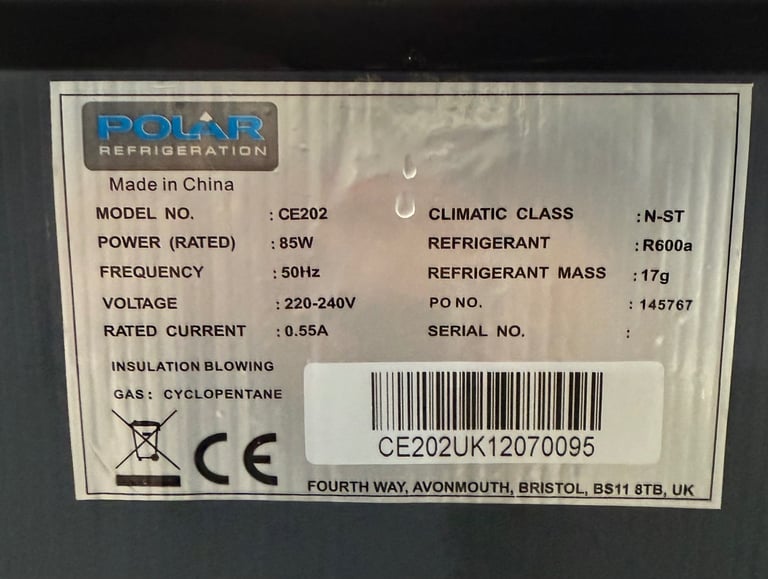 POLAR
REFRIGERATION
Made in China
MODEL NO. : CE202
POWER (RATED) : 85W
FREQUENCY : 50Hz
VOLTAGE : 220-240V
RATED CURRENT : 0.55A
INSULATION BLOWING
GAS: CYCLOPENTANE
CLIMATIC CLASS : N-ST
REFRIGERANT : R600a
REFRIGERANT MASS : 17g
PO NO. : 145767
SERIAL NO. :
CE202UK12070095
CE
FOURTH WAY, AVONMOUTH, BRISTOL, BS11 8TB, UK